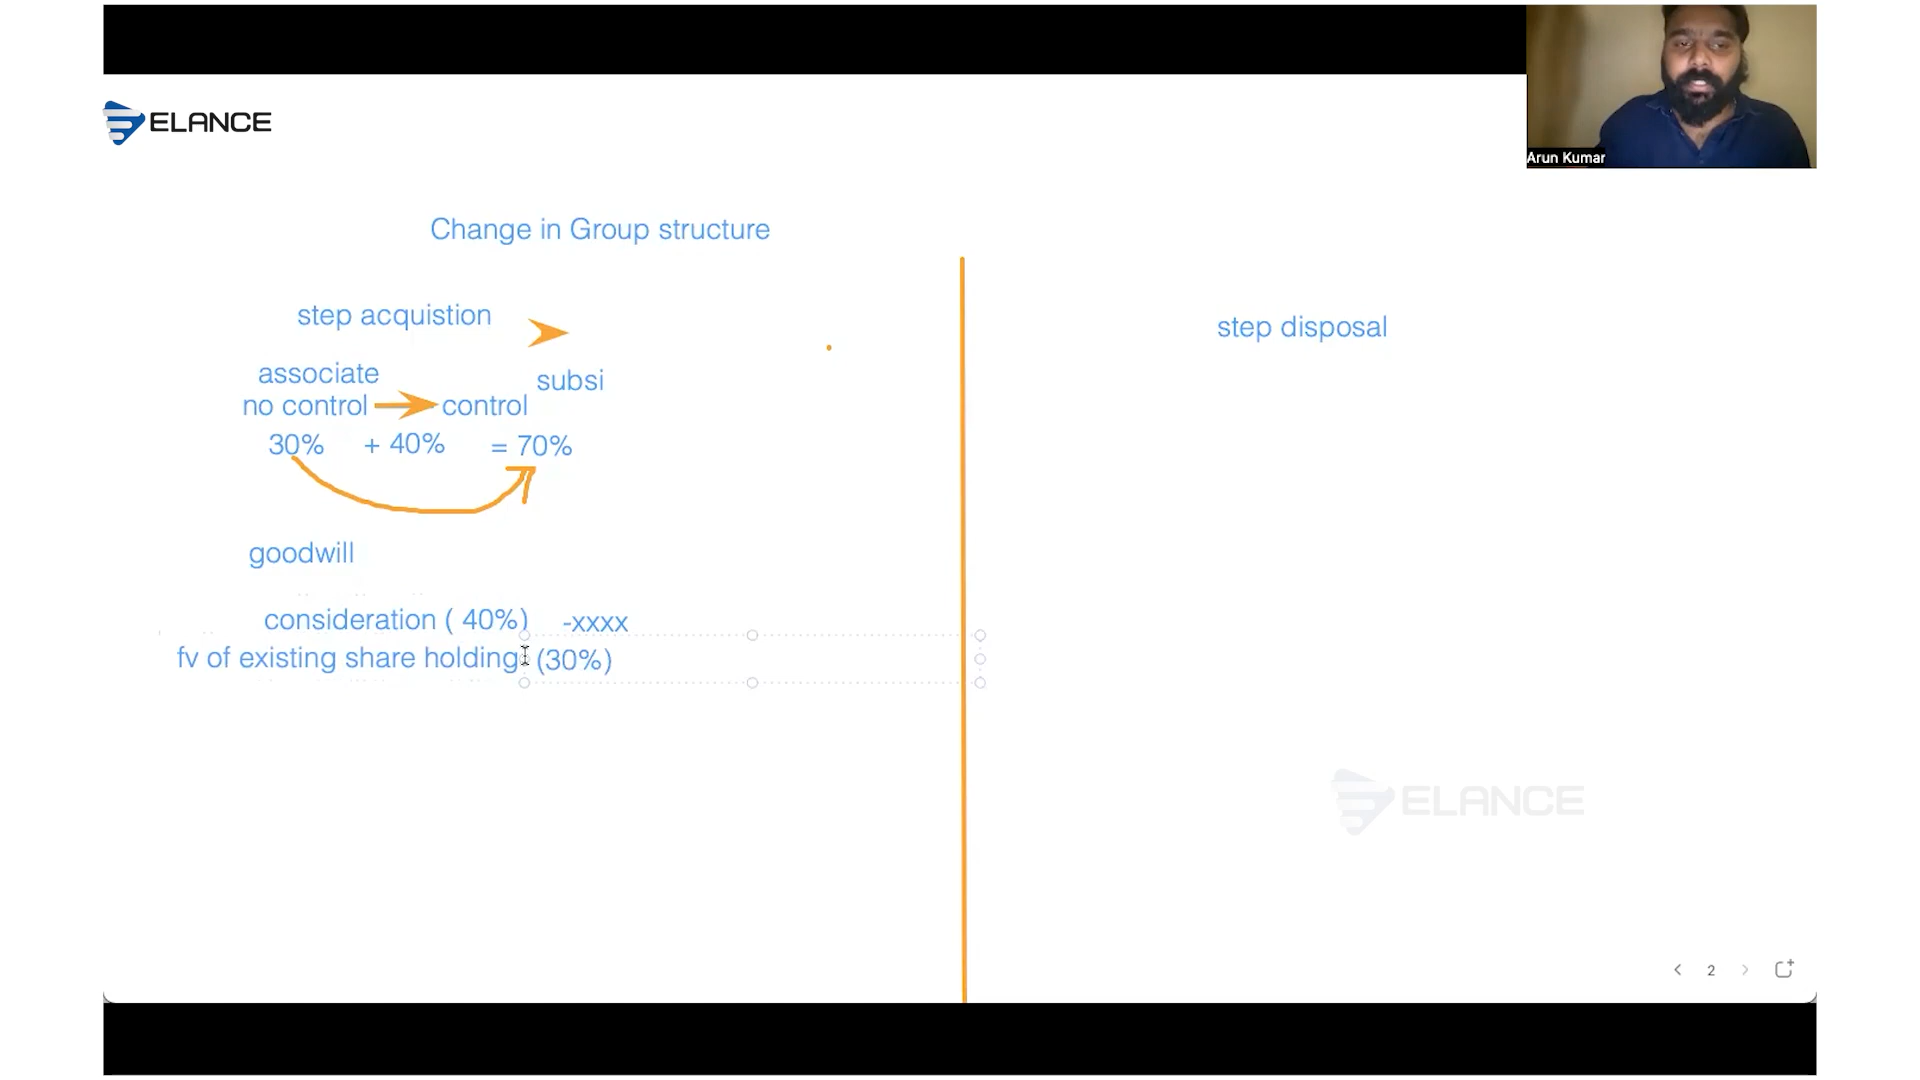 ELANCE
Arun Kumar
Change in Group structure
step acquistion
associate
subsi
no control
control
30% + 40% = 70%
goodwill
consideration ( 40%) -xxxx
fv of existing share holding (30%)
step disposal
ELANCE
2